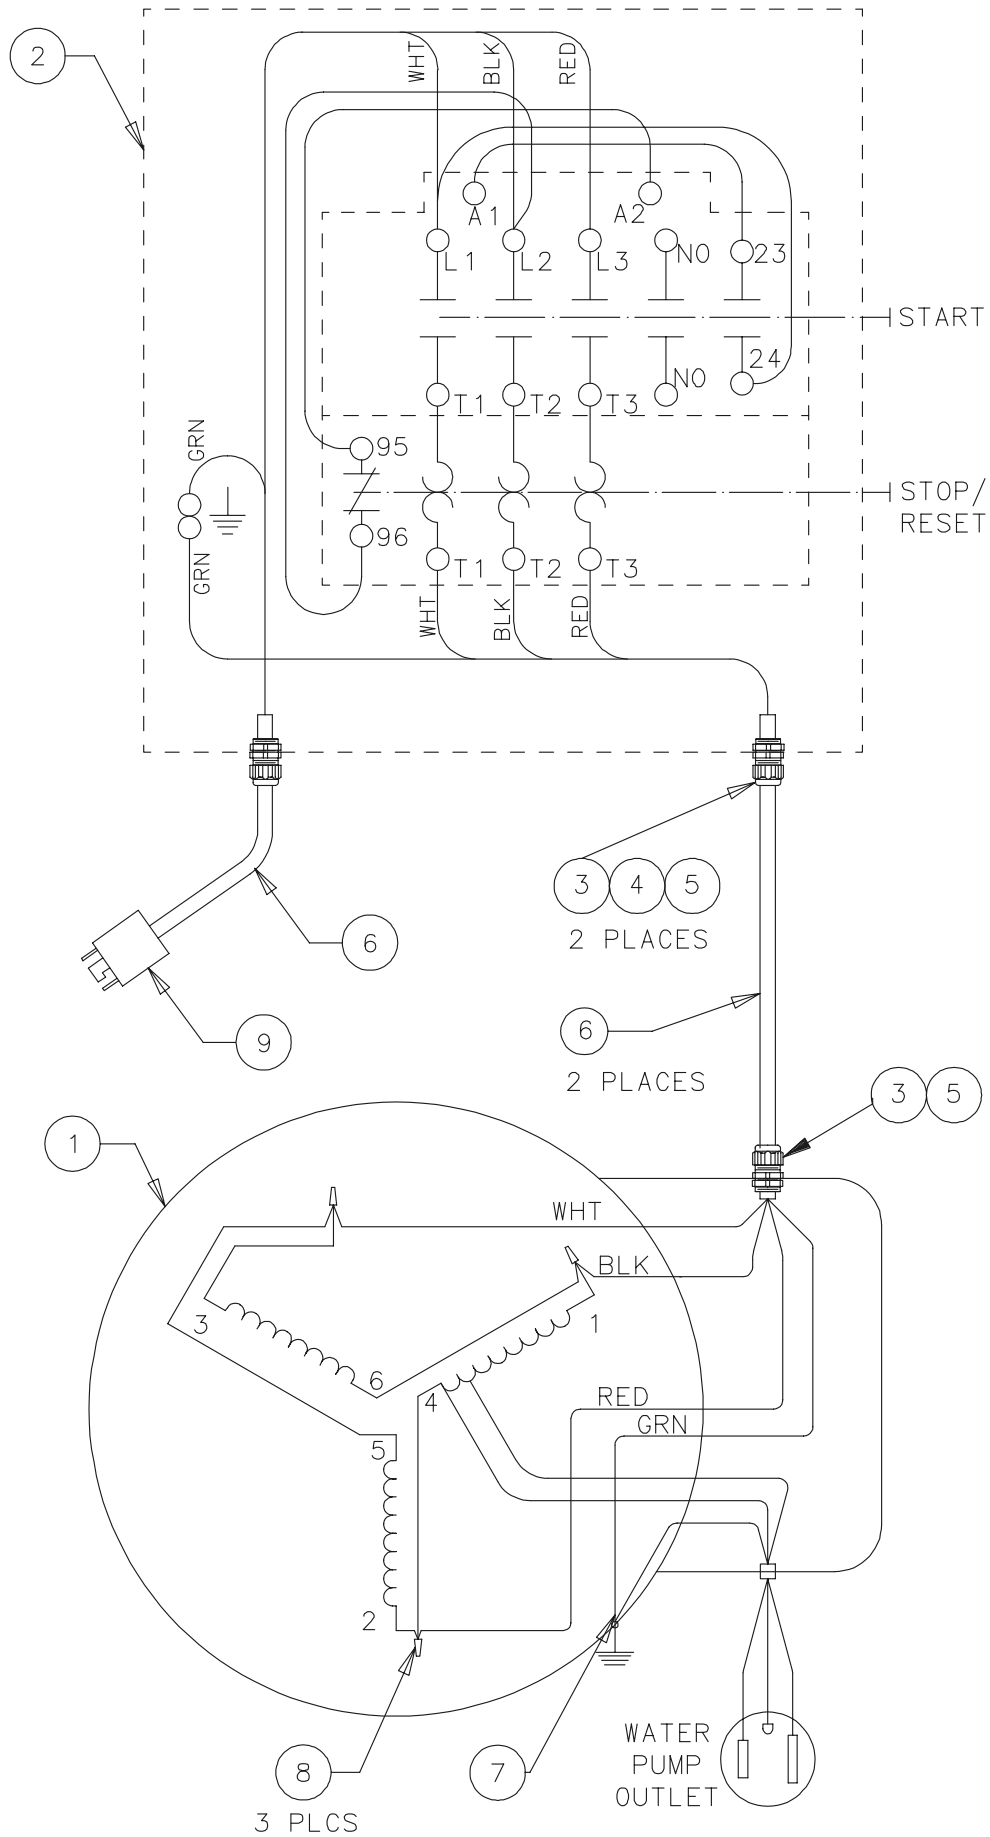 2
WHT
BLK
RED
A1
A2
L1
L2
L3
NO
23
START
24
T1
T2
T3
NO
GRN
95
STOP/
RESET
96
GRN
T1
T2
T3
WHT
BLK
RED
3 4 5
2 PLACES
6
9
6
2 PLACES
3 5
1
WHT
BLK
3
1
6
4
RED
GRN
5
2
WATER
PUMP
OUTLET
8
3 PLCS
7